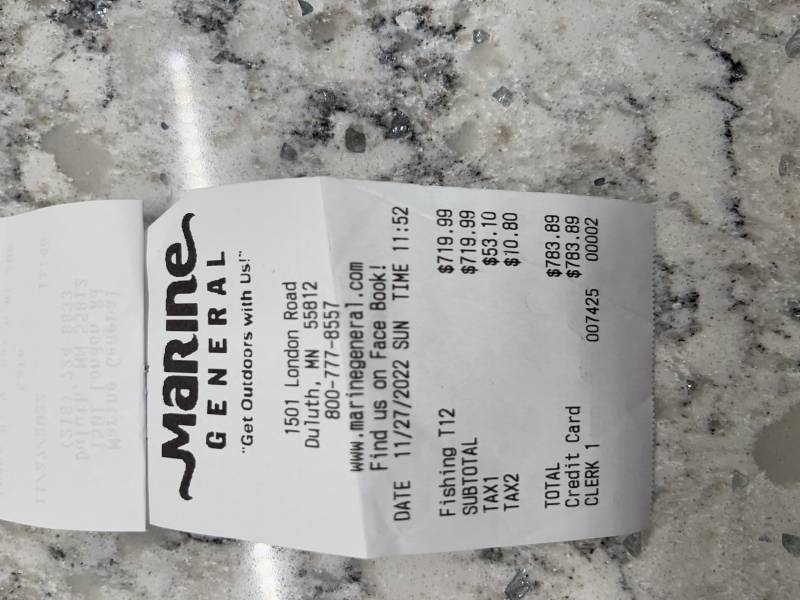 Marine
GENERAL
"Get Outdoors with Us!"
1501 London Road
Duluth, MN 55812
800-777-8557
www.marinegeneral.com
Find us on Face Book!
DATE 11/27/2022 SUN TIME 11:52
Fishing T12 $719.99
SUBTOTAL $719.99
TAX1 $53.10
TAX2 $10.80
TOTAL $783.89
Credit Card $783.89
CLERK 1 007425 00002